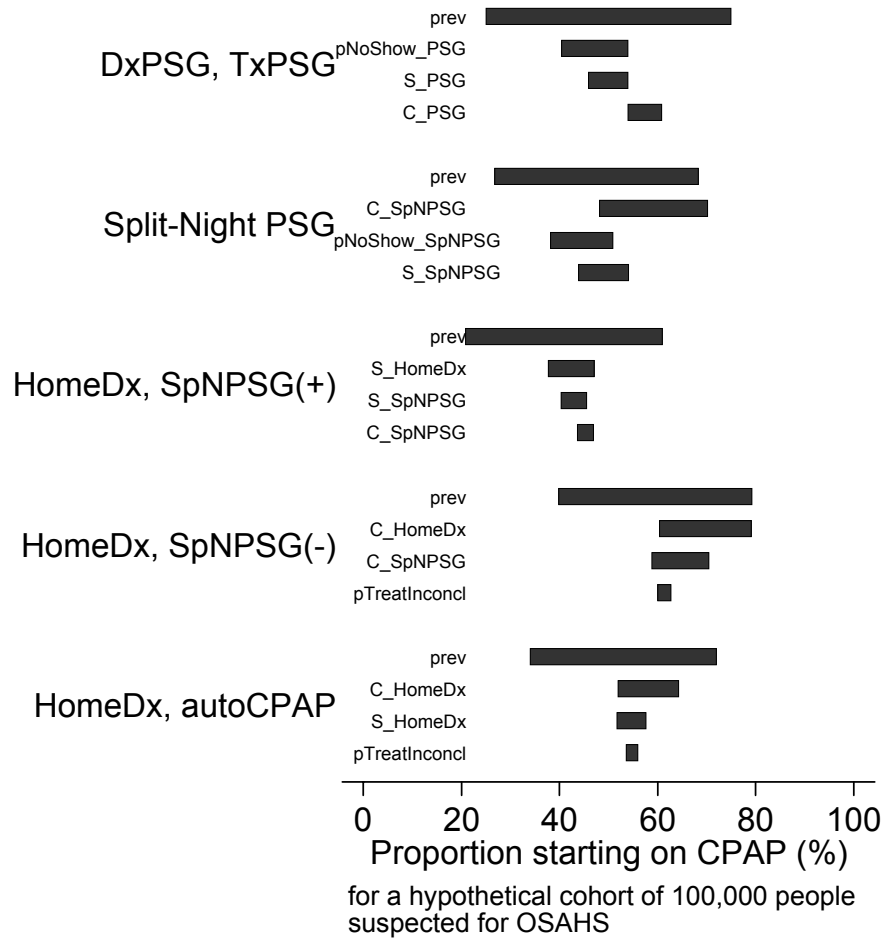 DxPSG, TxPSG
prev
pNoShow_PSG
S_PSG
C_PSG
Split-Night PSG
prev
C_SpNPSG
pNoShow_SpNPSG
S_SpNPSG
HomeDx, SpNPSG(+)
prev
S_HomeDx
S_SpNPSG
C_SpNPSG
HomeDx, SpNPSG(-)
prev
C_HomeDx
C_SpNPSG
pTreatInconcl
HomeDx, autoCPAP
prev
C_HomeDx
S_HomeDx
pTreatInconcl
0 20 40 60 80 100
Proportion starting on CPAP (%)
for a hypothetical cohort of 100,000 people
suspected for OSAHS